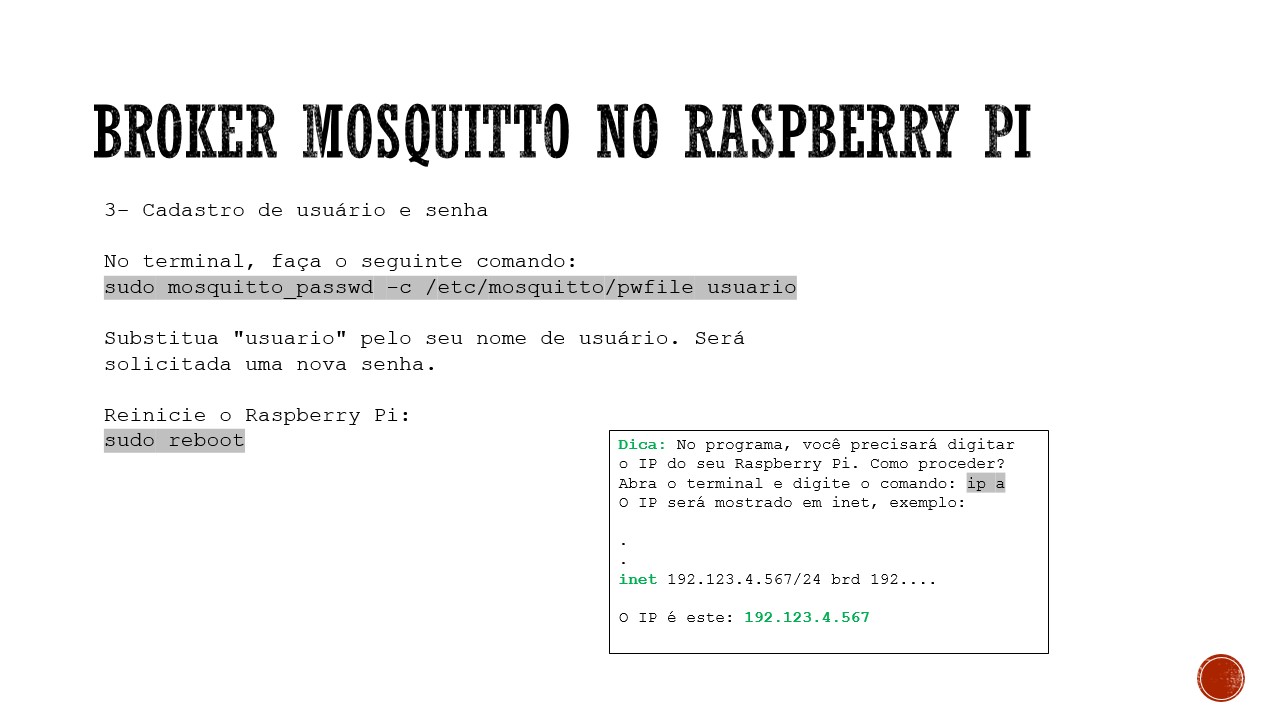 BROKER MOSQUITTO NO RASPBERRY PI
3- Cadastro de usuário e senha
No terminal, faça o seguinte comando:
sudo mosquitto_passwd -c /etc/mosquitto/pwfile usuario
Substitua "usuario" pelo seu nome de usuário. Será
solicitada uma nova senha.
Reinicie o Raspberry Pi:
sudo reboot
Dica: No programa, você precisará digitar
o IP do seu Raspberry Pi. Como proceder?
Abra o terminal e digite o comando: ip a
O IP será mostrado em inet, exemplo:
.
.
inet 192.123.4.567/24 brd 192....
O IP é este: 192.123.4.567